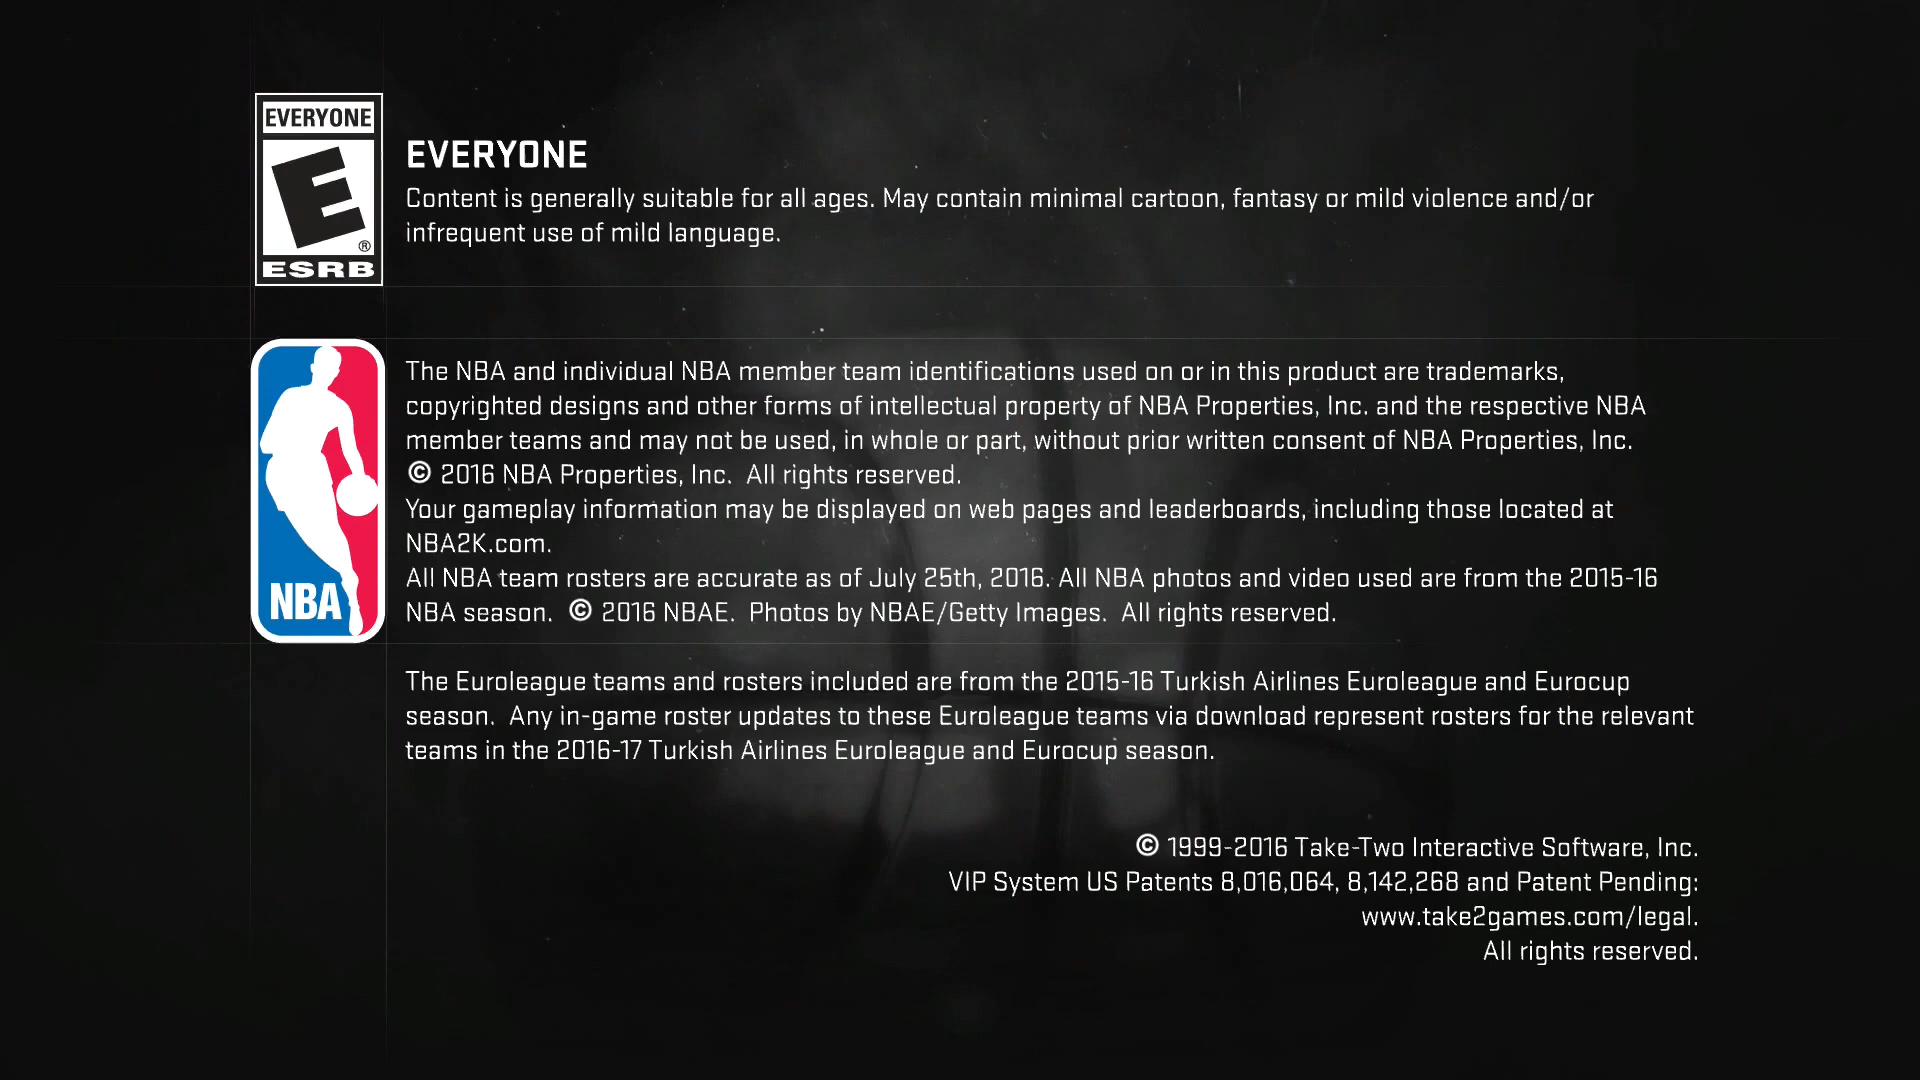 EVERYONE
E
®
ESRB
EVERYONE
Content is generally suitable for all ages. May contain minimal cartoon, fantasy or mild violence and/or
infrequent use of mild language.
NBA
The NBA and individual NBA member team identifications used on or in this product are trademarks,
copyrighted designs and other forms of intellectual property of NBA Properties, Inc. and the respective NBA
member teams and may not be used, in whole or part, without prior written consent of NBA Properties, Inc.
© 2016 NBA Properties, Inc.  All rights reserved.
Your gameplay information may be displayed on web pages and leaderboards, including those located at
NBA2K.com.
All NBA team rosters are accurate as of July 25th, 2016. All NBA photos and video used are from the 2015-16
NBA season.  © 2016 NBAE.  Photos by NBAE/Getty Images.  All rights reserved.
The Euroleague teams and rosters included are from the 2015-16 Turkish Airlines Euroleague and Eurocup
season.  Any in-game roster updates to these Euroleague teams via download represent rosters for the relevant
teams in the 2016-17 Turkish Airlines Euroleague and Eurocup season.
© 1999-2016 Take-Two Interactive Software, Inc.
VIP System US Patents 8,016,064, 8,142,268 and Patent Pending:
www.take2games.com/legal.
All rights reserved.